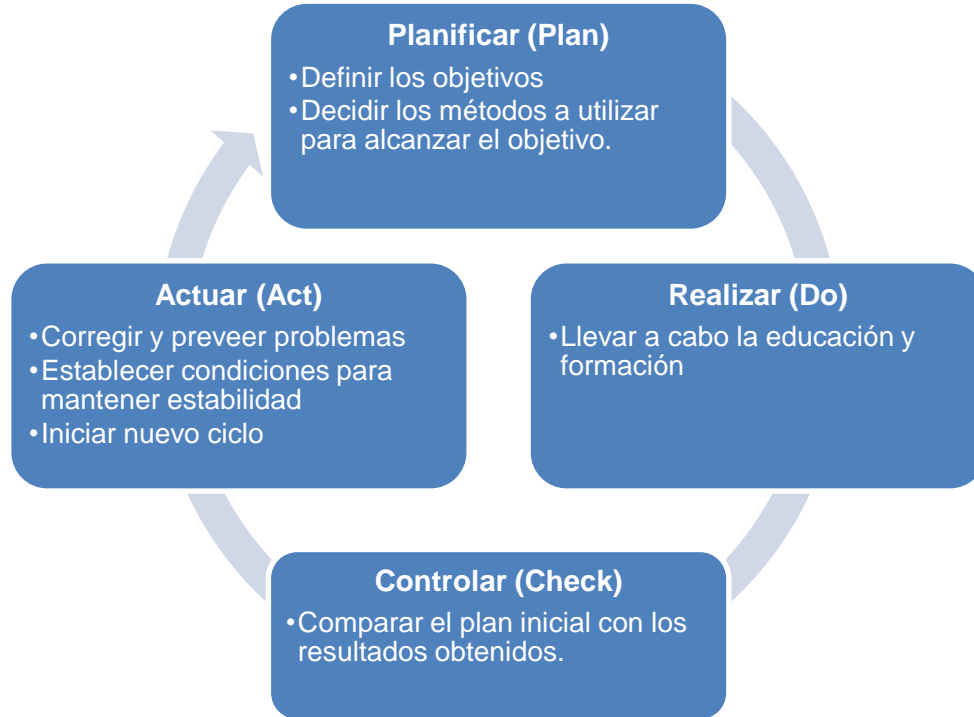 Planificar (Plan)
•Definir los objetivos
•Decidir los métodos a utilizar
para alcanzar el objetivo.
Realizar (Do)
•Llevar a cabo la educación y
formación
Controlar (Check)
•Comparar el plan inicial con los
resultados obtenidos.
Actuar (Act)
•Corregir y preveer problemas
•Establecer condiciones para
mantener estabilidad
•Iniciar nuevo ciclo